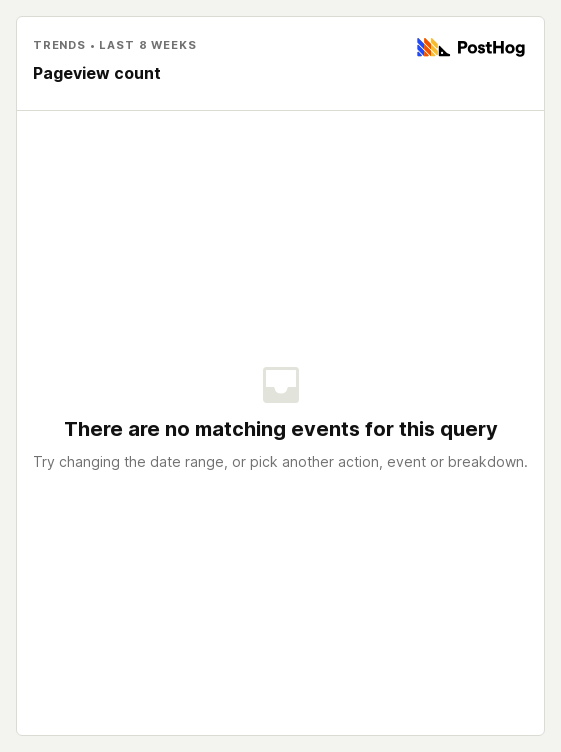 TRENDS • LAST 8 WEEKS
PostHog
Pageview count
There are no matching events for this query
Try changing the date range, or pick another action, event or breakdown.